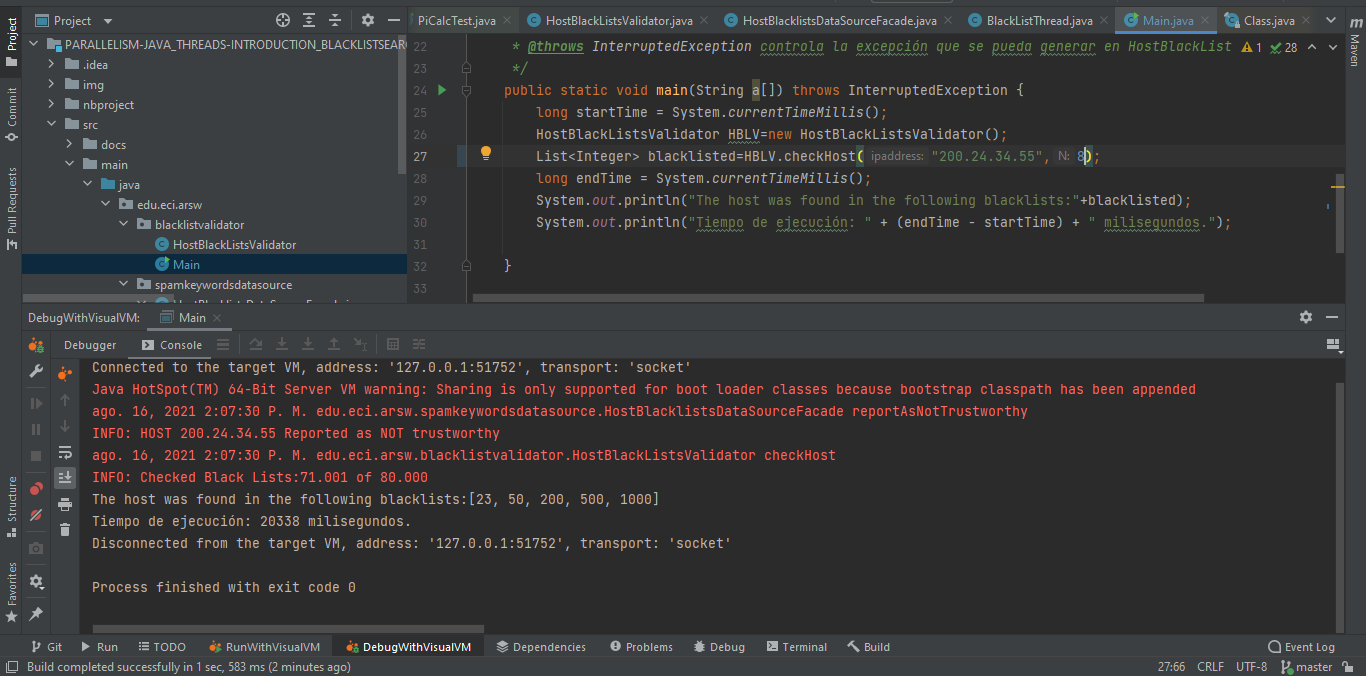 Project
PiCalcTest.java
HostBlackListsValidator.java
HostBlacklistsDataSourceFacade.java
BlackListThread.java
Main.java
Class.java
Project
Commit
Pull Requests
Structure
Favorites
Maven
PARALLELISM-JAVA_THREADS-INTRODUCTION_BLACKLISTSEAR
.idea
img
nbproject
src
docs
main
java
edu.eci.arsw
blacklistvalidator
HostBlackListsValidator
Main
spamkeywordsdatasource
22 * @throws InterruptedException controla la excepción que se pueda generar en HostBlackList 1 28
23 */
24 public static void main(String a[]) throws InterruptedException {
25 long startTime = System.currentTimeMillis();
26 HostBlackListsValidator HBLV=new HostBlackListsValidator();
27 List<Integer> blacklisted=HBLV.checkHost( ipaddress: "200.24.34.55", N: 8);
28 long endTime = System.currentTimeMillis();
29 System.out.println("The host was found in the following blacklists:"+blacklisted);
30 System.out.println("Tiempo de ejecución: " + (endTime - startTime) + " milisegundos.");
31
32 }
33
DebugWithVisualVM: Main
Debugger Console
Connected to the target VM, address: '127.0.0.1:51752', transport: 'socket'
Java HotSpot(TM) 64-Bit Server VM warning: Sharing is only supported for boot loader classes because bootstrap classpath has been appended
ago. 16, 2021 2:07:30 P. M. edu.eci.arsw.spamkeywordsdatasource.HostBlacklistsDataSourceFacade reportAsNotTrustworthy
INFO: HOST 200.24.34.55 Reported as NOT trustworthy
ago. 16, 2021 2:07:30 P. M. edu.eci.arsw.blacklistvalidator.HostBlackListsValidator checkHost
INFO: Checked Black Lists:71.001 of 80.000
The host was found in the following blacklists:[23, 50, 200, 500, 1000]
Tiempo de ejecución: 20338 milisegundos.
Disconnected from the target VM, address: '127.0.0.1:51752', transport: 'socket'
Process finished with exit code 0
Git Run TODO RunWithVisualVM DebugWithVisualVM Dependencies Problems Debug Terminal Build Event Log
Build completed successfully in 1 sec, 583 ms (2 minutes ago) 27:66 CRLF UTF-8 master